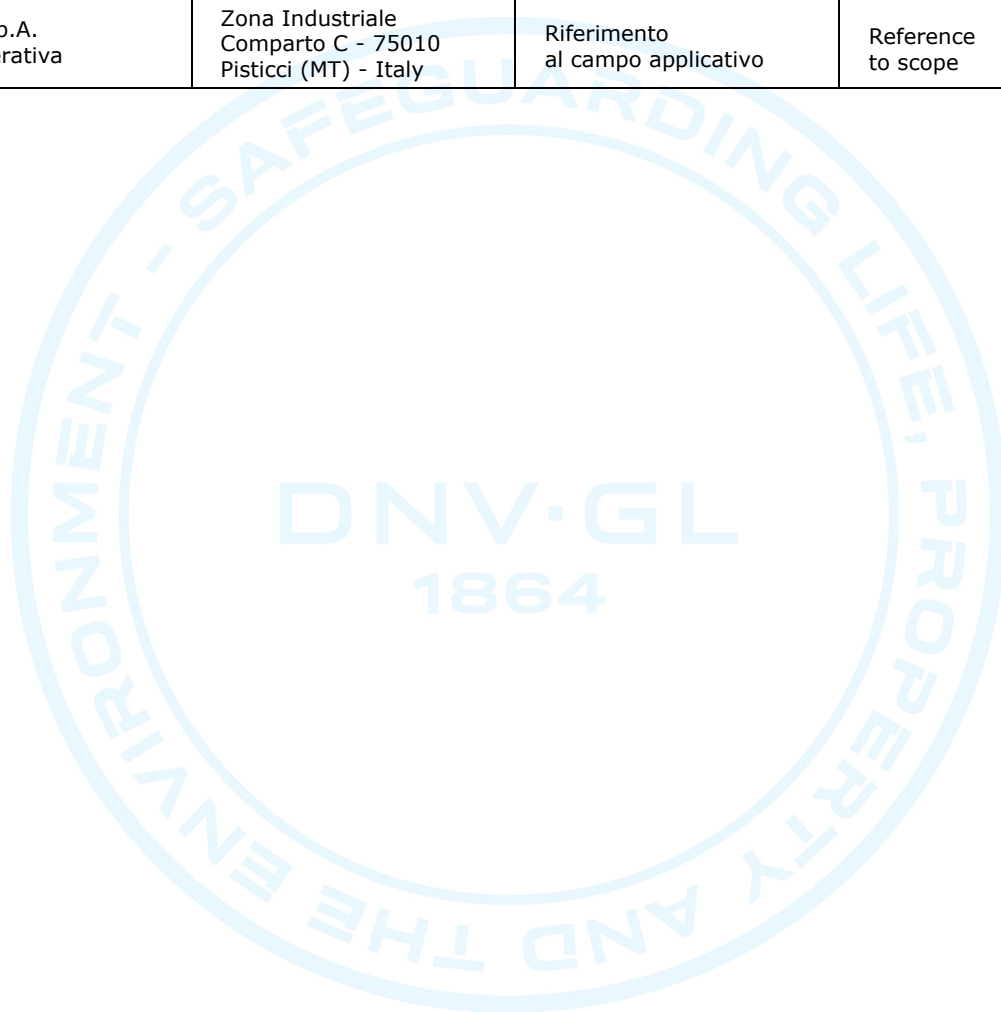 Zona Industriale
Comparto C - 75010
Pisticci (MT) - Italy
Riferimento
al campo applicativo
Reference
to scope
SAFEGUARDING LIFE, PROPERTY AND THE ENVIRONMENT -
DNV·GL
1864